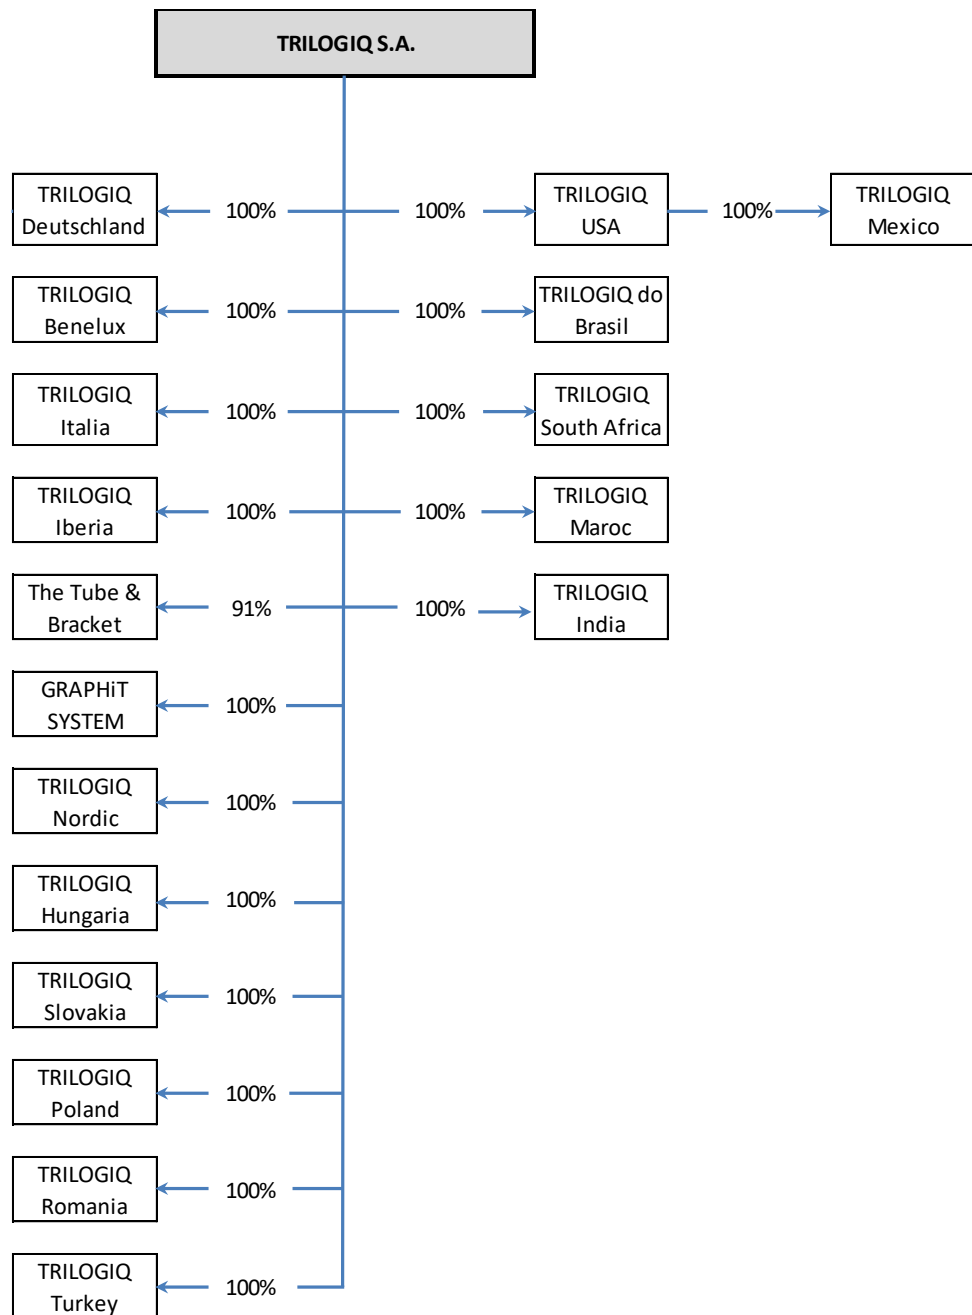 TRILOGIQ S.A.
TRILOGIQ
Deutschland
100%
100%
TRILOGIQ
USA
100%
TRILOGIQ
Mexico
TRILOGIQ
Benelux
100%
100%
TRILOGIQ do
Brasil
TRILOGIQ
Italia
100%
100%
TRILOGIQ
South Africa
TRILOGIQ
Iberia
100%
100%
TRILOGIQ
Maroc
The Tube &
Bracket
91%
100%
TRILOGIQ
India
GRAPHiT
SYSTEM
100%
TRILOGIQ
Nordic
100%
TRILOGIQ
Hungaria
100%
TRILOGIQ
Slovakia
100%
TRILOGIQ
Poland
100%
TRILOGIQ
Romania
100%
TRILOGIQ
Turkey
100%